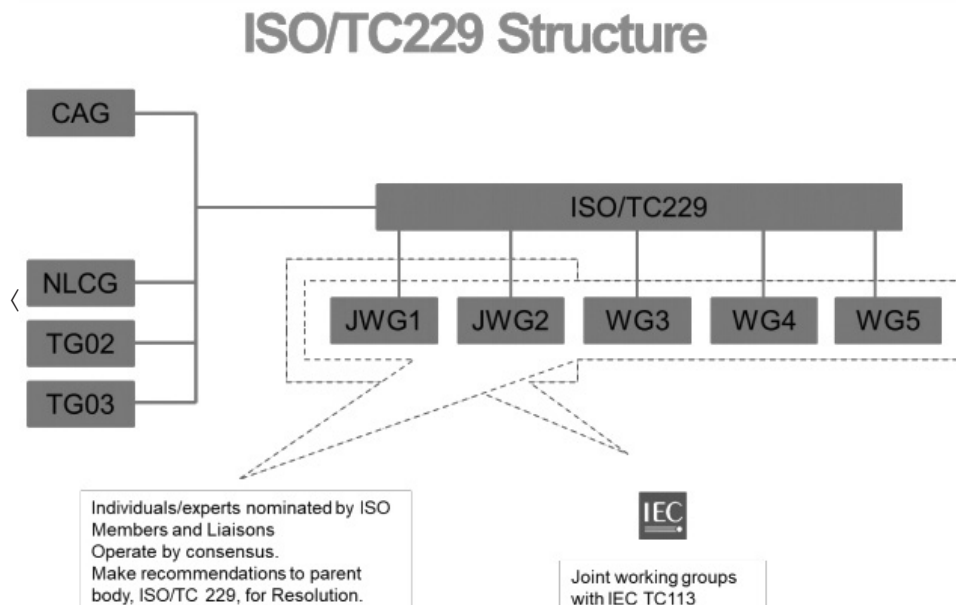 ISO/TC229 Structure
CAG
ISO/TC229
NLCG
TG02
TG03
JWG1
JWG2
WG3
WG4
WG5
Individuals/experts nominated by ISO
Members and Liaisons
Operate by consensus.
Make recommendations to parent
body, ISO/TC 229, for Resolution.
IEC
Joint working groups
with IEC TC113